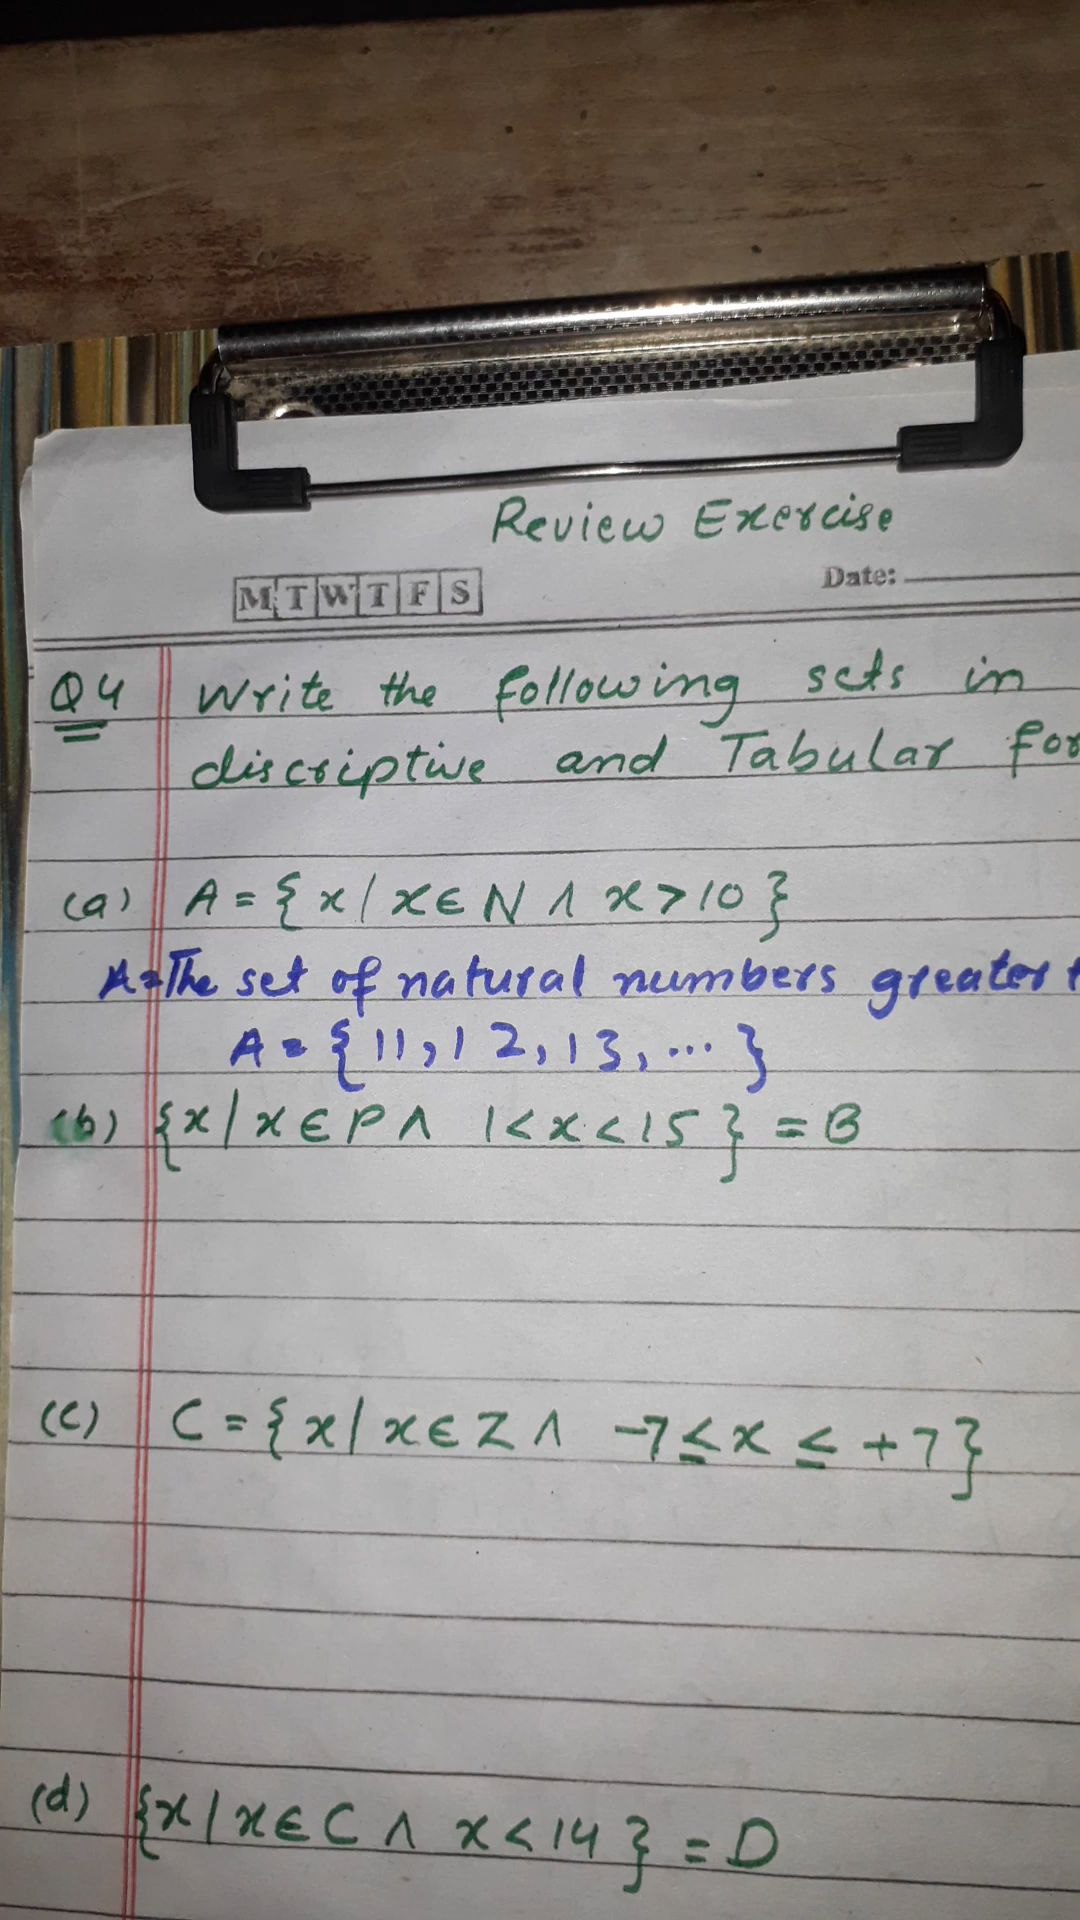 Review Exercise
M T W T F S
Date:
Q4 Write the following sets in
discriptive and Tabular
(a) A = { x / x ∈ N ∧ x > 10 }
A = The set of natural numbers greater
A = { 11, 12, 13, ... }
(b) {x / x ∈ P ∧ 1 < x < 15 } = B
(c) C = { x / x ∈ Z ∧ -7 ≤ x ≤ +7 }
(d) {x / x ∈ C ∧ x < 14 } = D